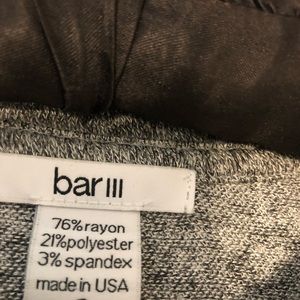 bar III
76%rayon
21%polyester
3% spandex
made in USA